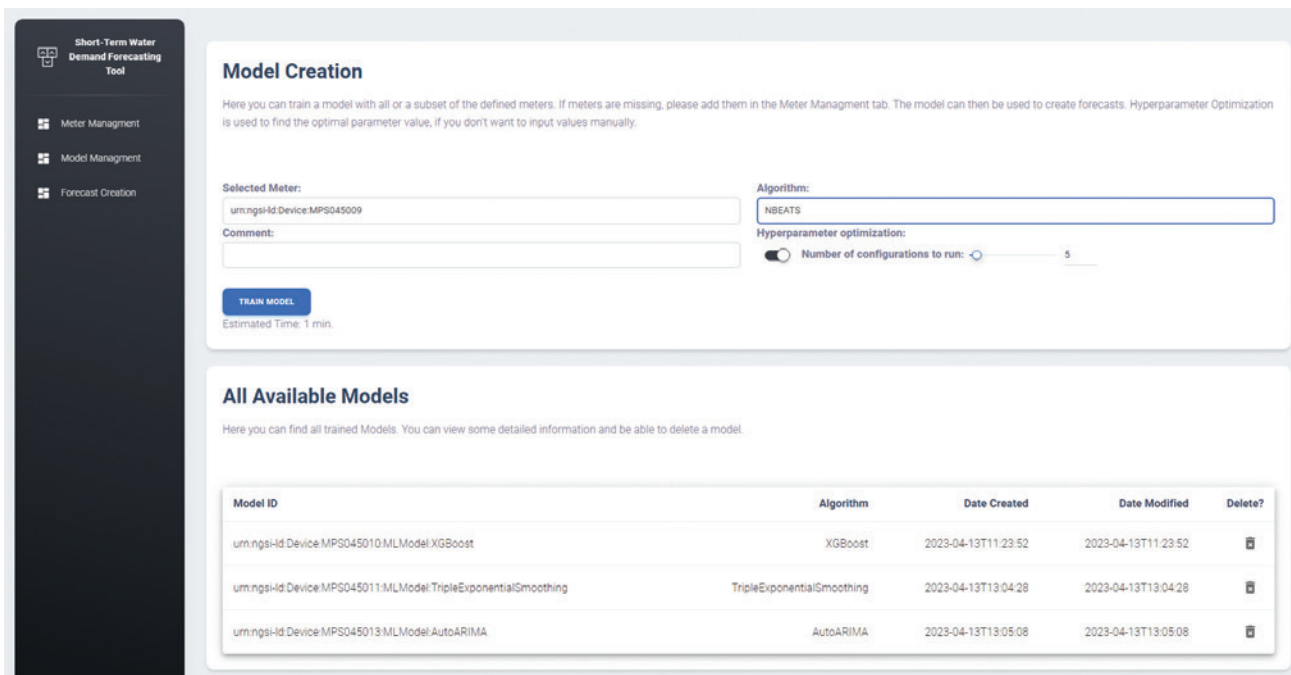 Short-Term Water
Demand Forecasting
Tool
Meter Managment
Model Managment
Forecast Creation
Model Creation
Here you can train a model with all or a subset of the defined meters. If meters are missing, please add them in the Meter Managment tab. The model can then be used to create forecasts. Hyperparameter Optimization
is used to find the optimal parameter value, if you don't want to input values manually.
Selected Meter:
urn:ngsi-ld:Device:MPS045009
Algorithm:
NBEATS
Comment:
Hyperparameter optimization:
Number of configurations to run: 5
TRAIN MODEL
Estimated Time: 1 min.
All Available Models
Here you can find all trained Models. You can view some detailed information and be able to delete a model.
Model ID Algorithm Date Created Date Modified Delete?
urn:ngsi-ld:Device:MPS045010:MLModel:XGBoost XGBoost 2023-04-13T11:23:52 2023-04-13T11:23:52
urn:ngsi-ld:Device:MPS045011:MLModel:TripleExponentialSmoothing TripleExponentialSmoothing 2023-04-13T13:04:28 2023-04-13T13:04:28
urn:ngsi-ld:Device:MPS045013:MLModel:AutoARIMA AutoARIMA 2023-04-13T13:05:08 2023-04-13T13:05:08